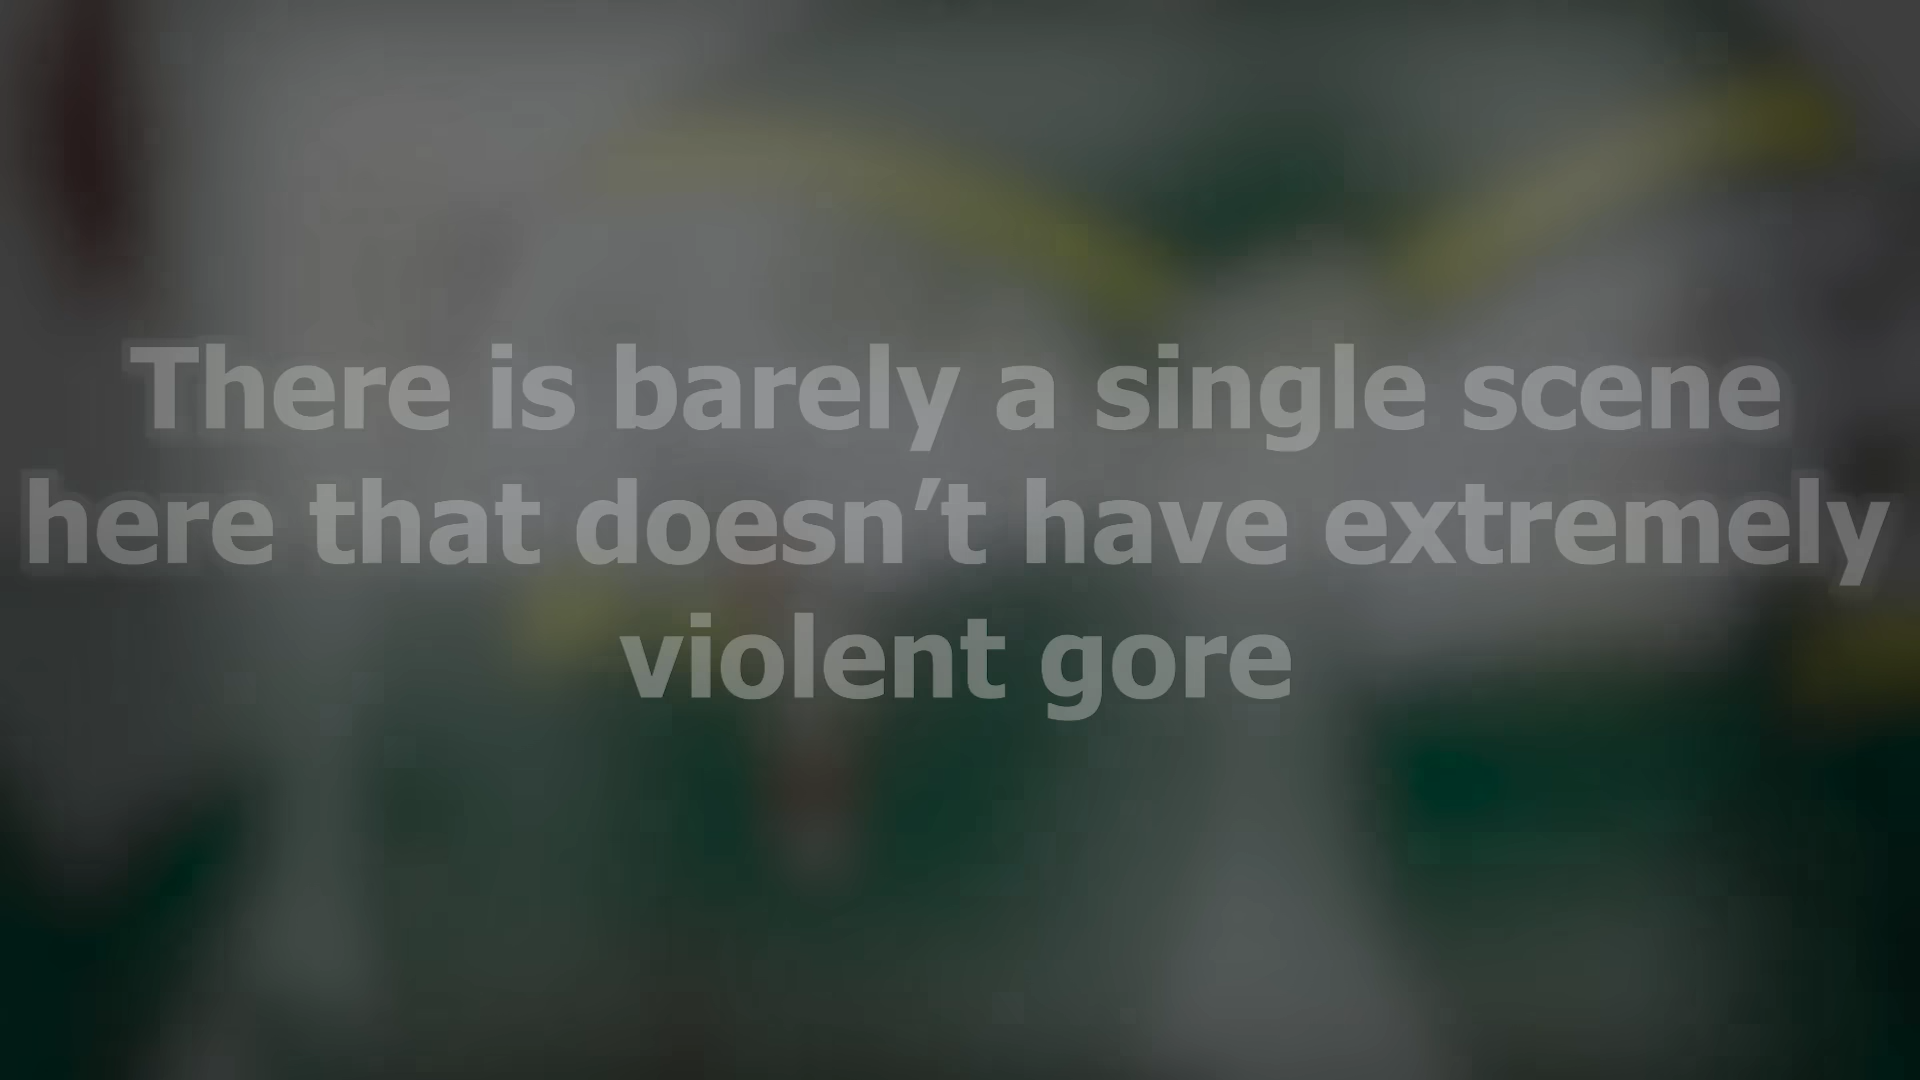 There is barely a single scene
here that doesn’t have extremely
violent gore